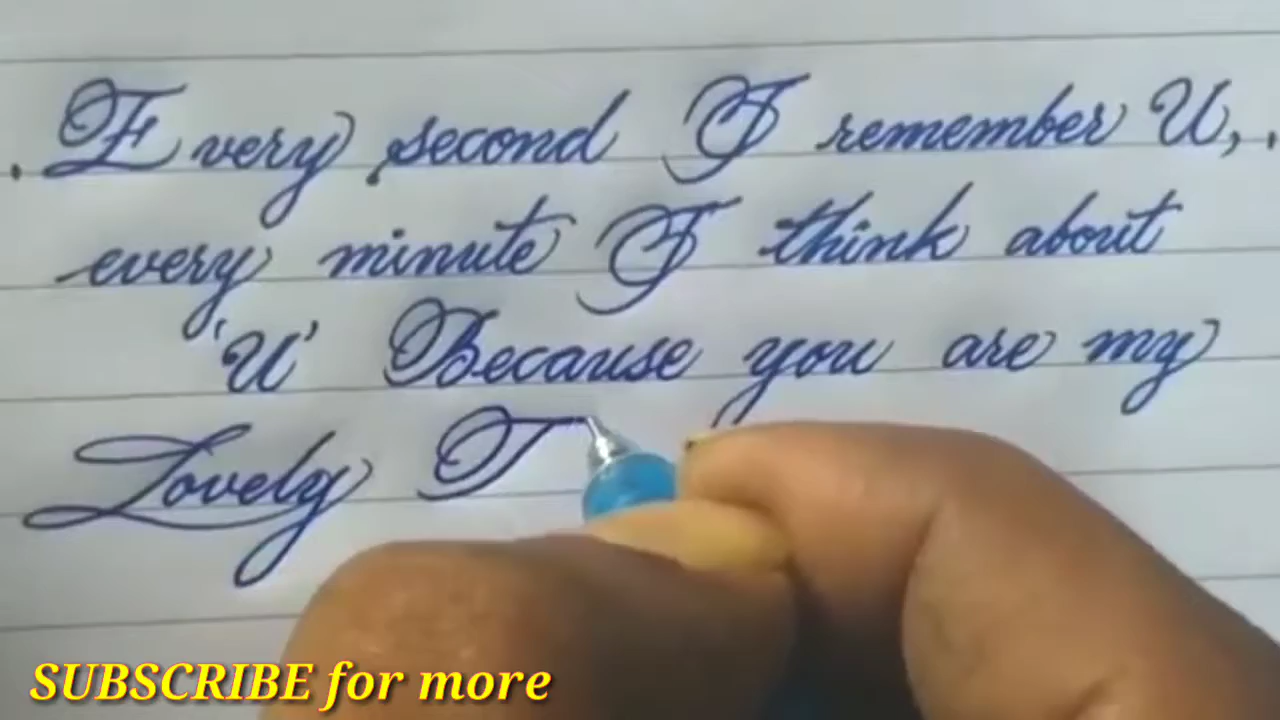 Every second I remember U,
every minute I think about
'U' Because you are my
Lovely
SUBSCRIBE for more